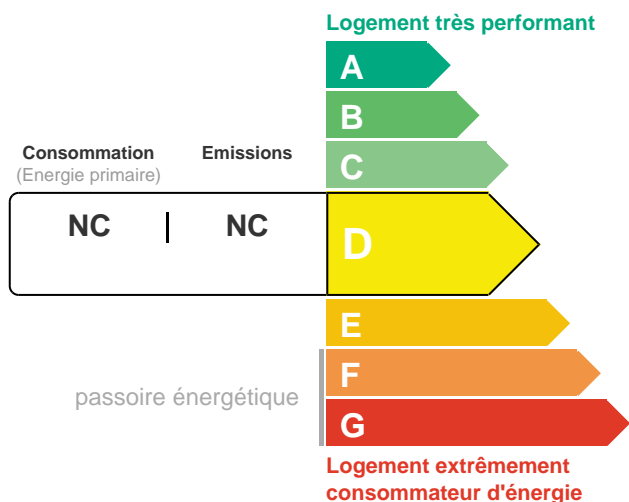 Logement très performant
A
B
Consommation Emissions
(Energie primaire)
C
NC | NC
D
E
passoire énergétique
F
G
Logement extrêmement
consommateur d'énergie